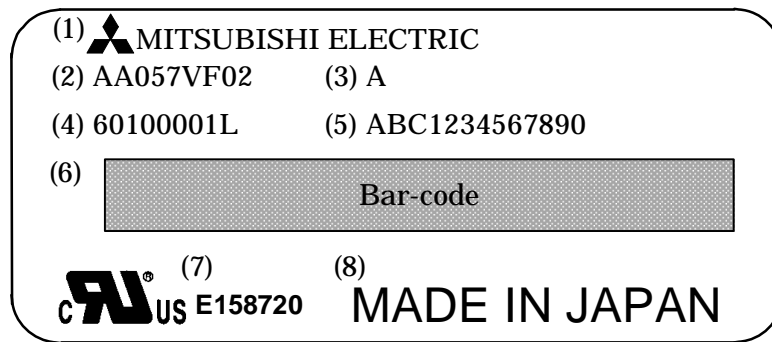 (1) MITSUBISHI ELECTRIC
(2) AA057VF02 (3) A
(4) 60100001L (5) ABC1234567890
(6) Bar-code
(7) (8)
c RU ® US E158720 MADE IN JAPAN